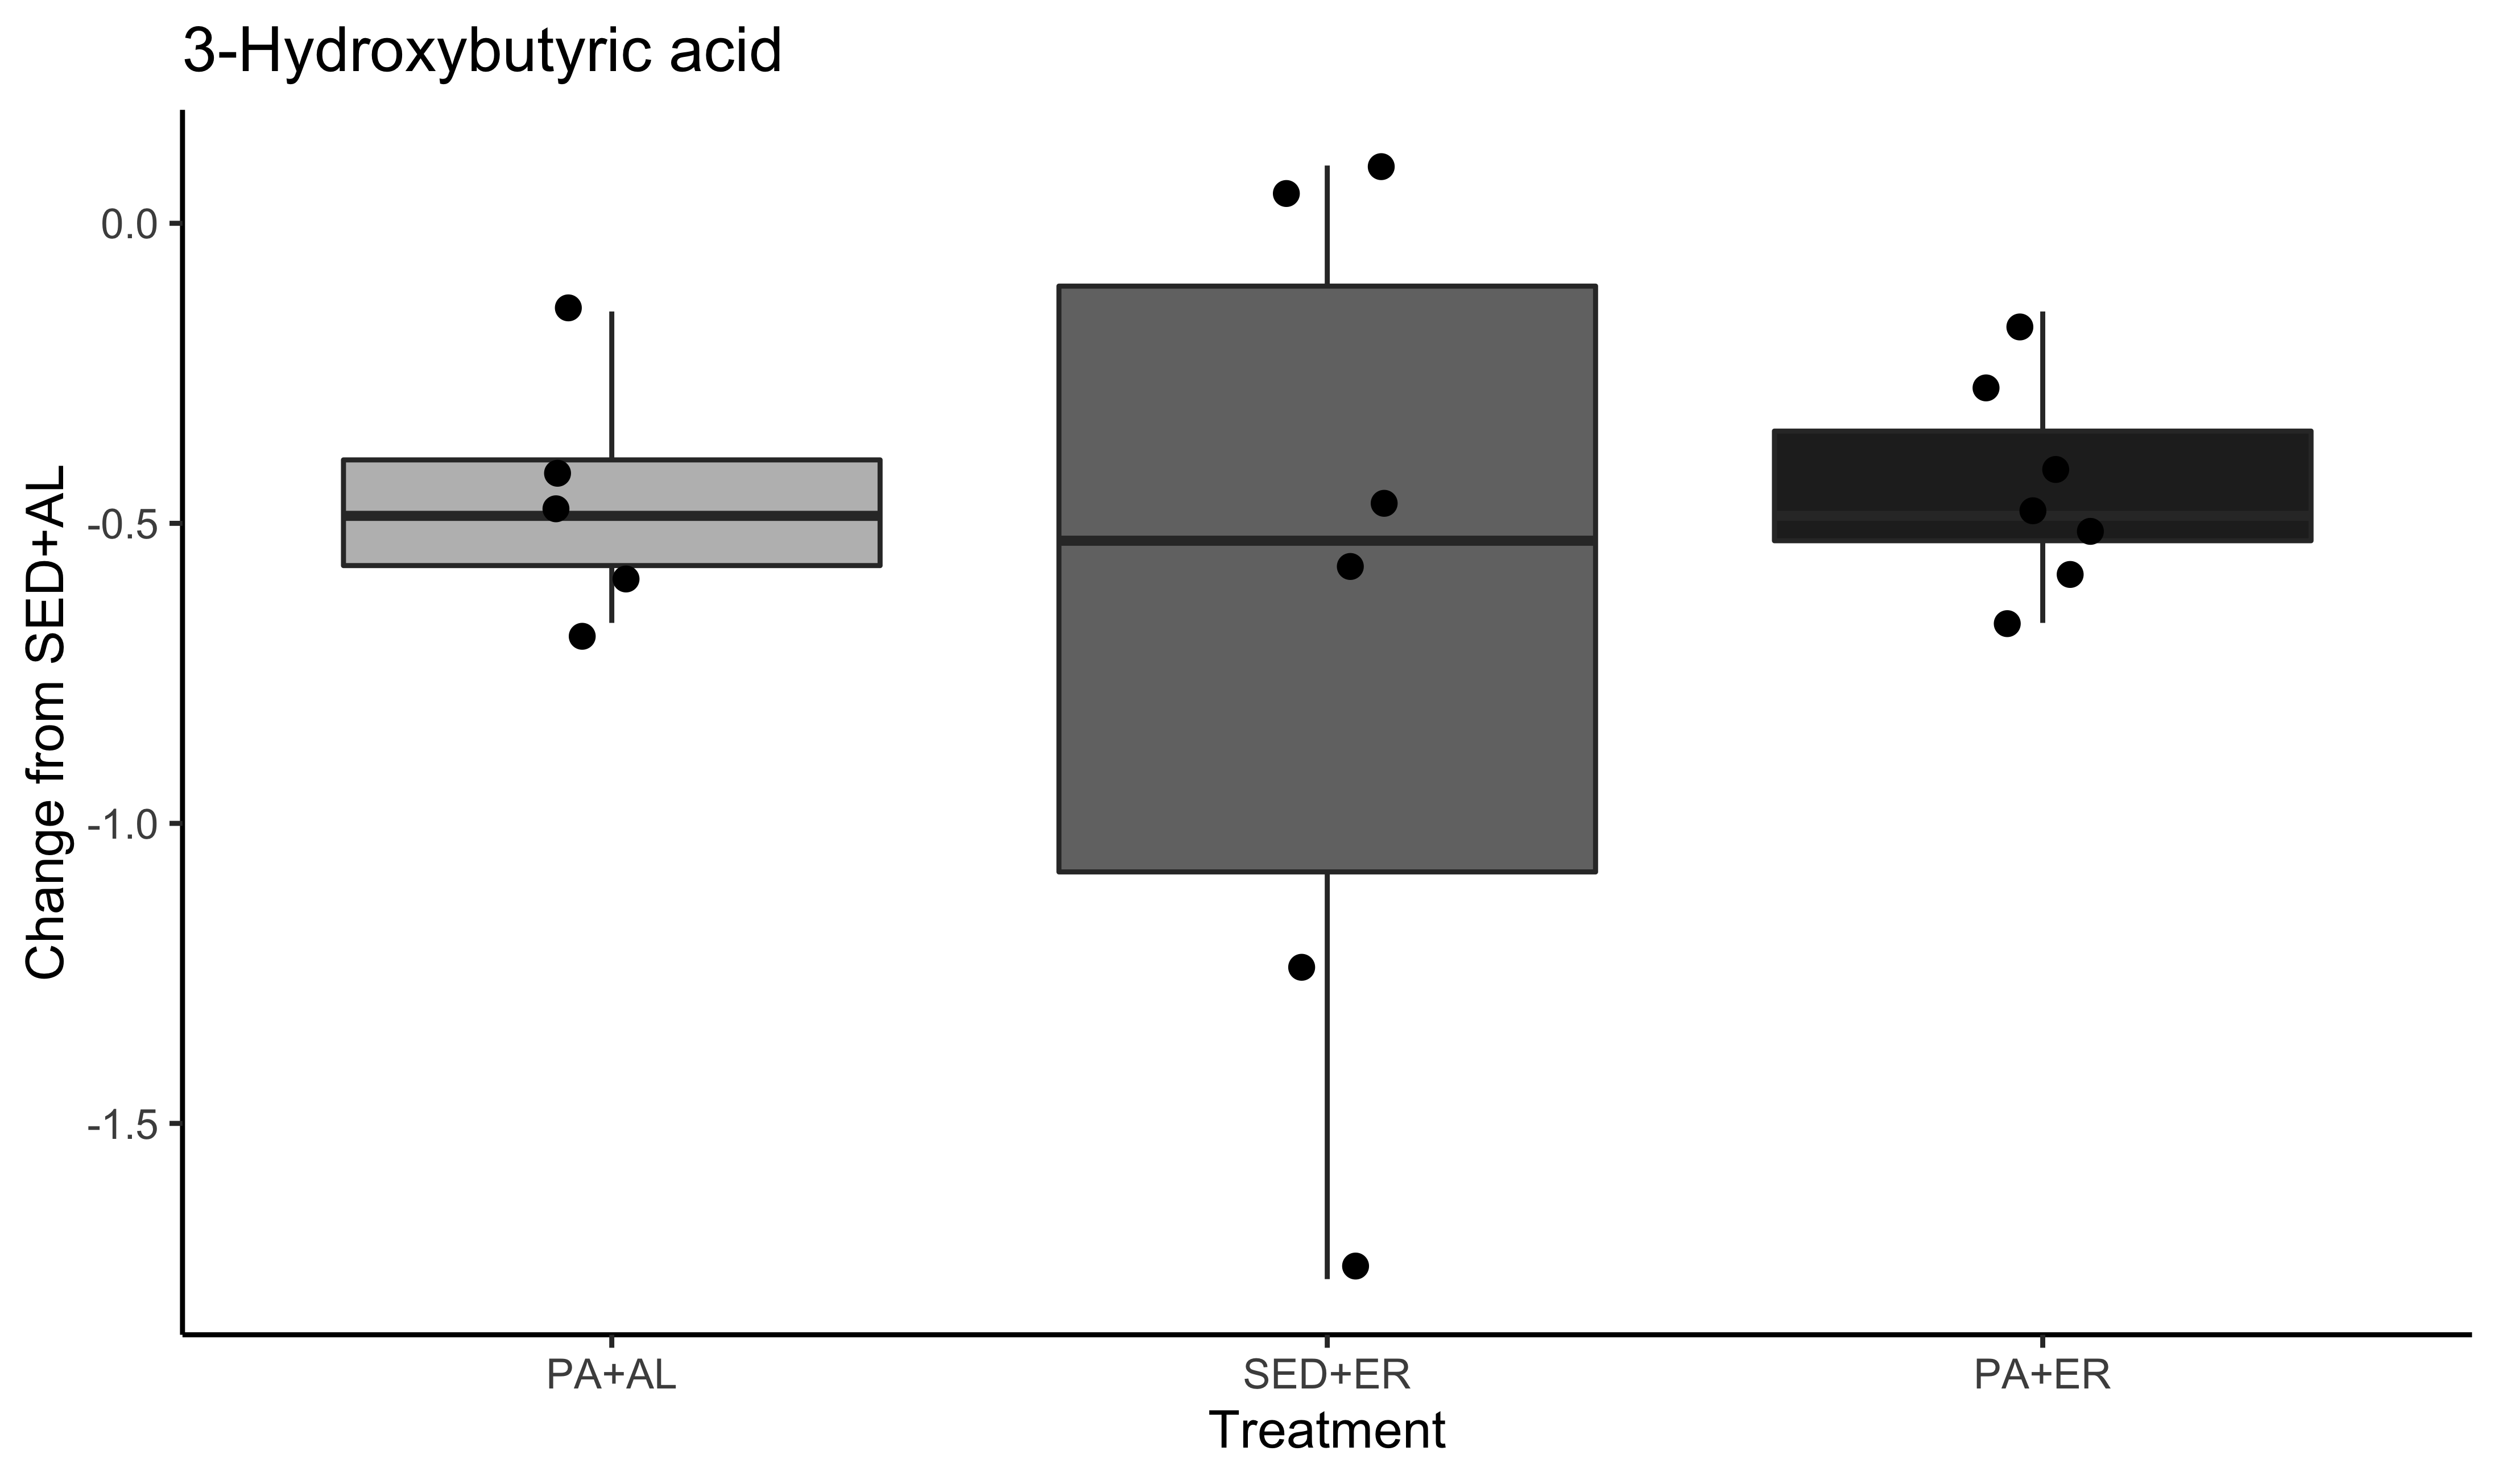 3-Hydroxybutyric acid
Change from SED+AL
0.0
-0.5
-1.0
-1.5
PA+AL
SED+ER
PA+ER
Treatment